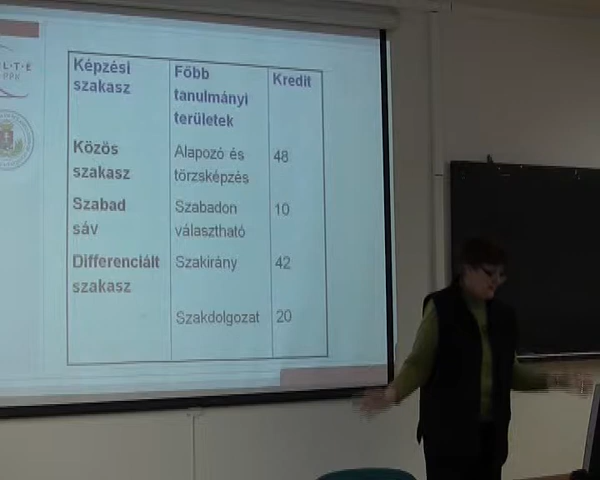 L·T·E
PPK
Képzési szakasz
Főbb tanulmányi területek
Kredit
Közös szakasz
Alapozó és törzsképzés
48
Szabad sáv
Szabadon választható
10
Differenciált szakasz
Szakirány
42
Szakdolgozat
20